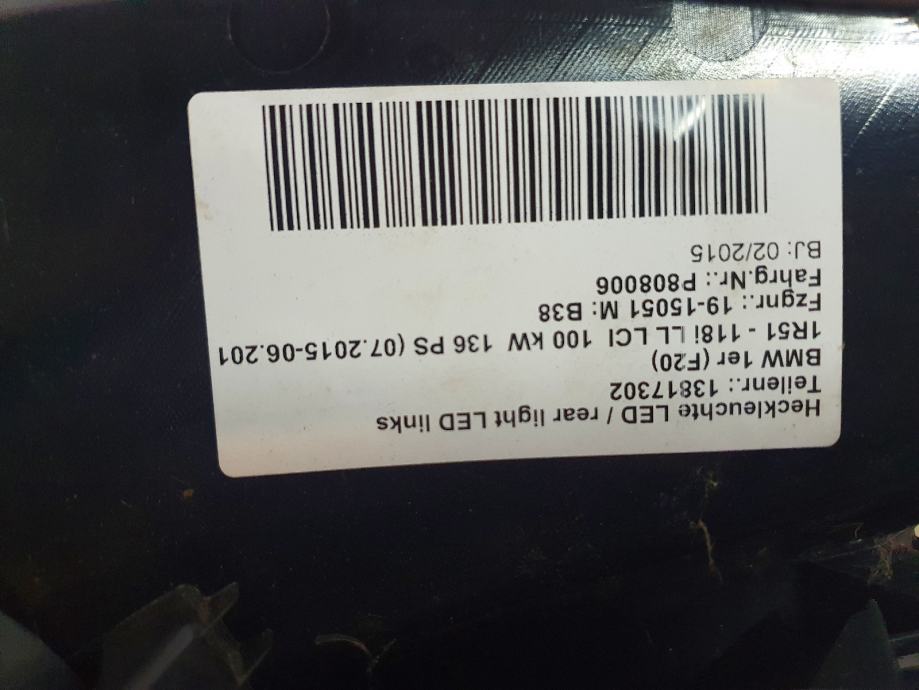 Heckleuchte LED / rear light LED links
Teilenr.: 13817302
BMW 1er (F20)
1R51 - 118i LL LCI 100 kW 136 PS (07.2015-06.201
Fzgnr.: 19-15051 M: B38
Fahrg.Nr.: P808006
BJ: 02/2015